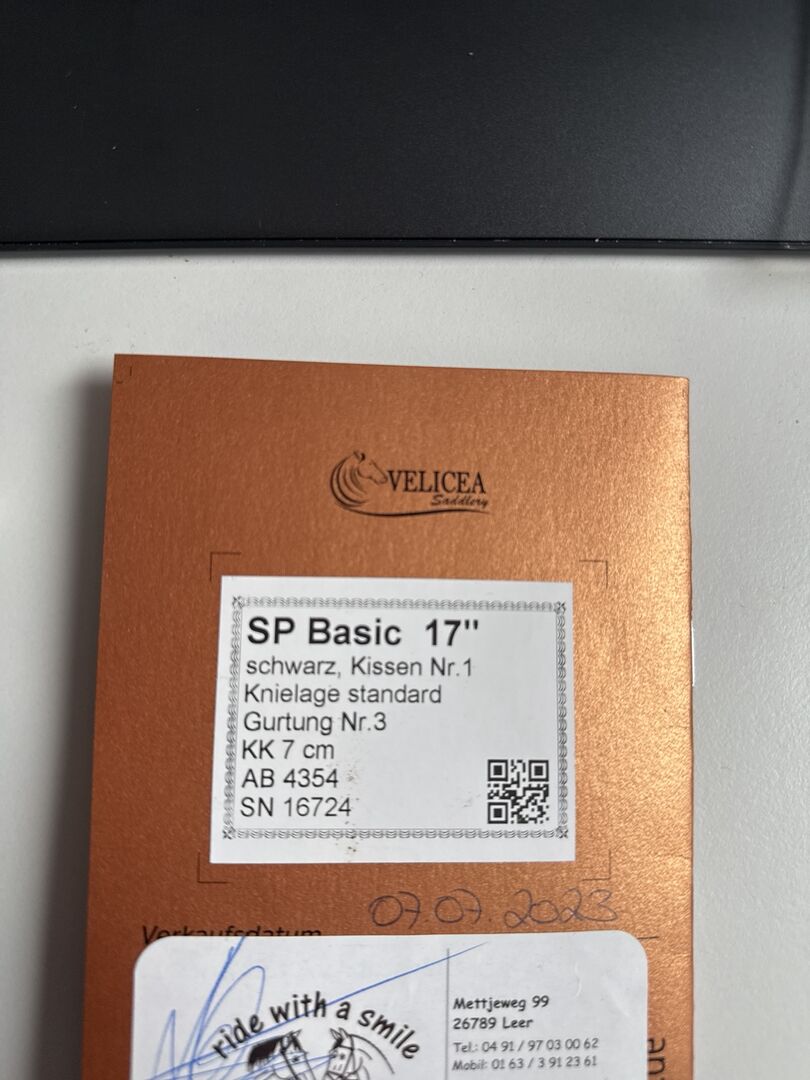 VELICEA
Saddlery
SP Basic 17"
schwarz, Kissen Nr.1
Knielage standard
Gurtung Nr.3
KK 7 cm
AB 4354
SN 16724
07.07.2023
Verkaufsdatum
ride with a smile
Mettjeweg 99
26789 Leer
Tel.: 04 91 / 97 03 00 62
Mobil: 01 63 / 3 91 23 61